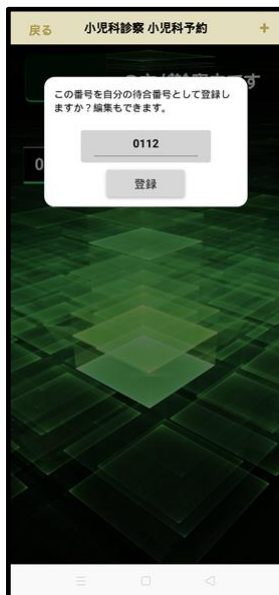 戻る 小児科診察 小児科予約 +
この番号を自分の待合番号として登録し
ますか？編集もできます。
0112
登録